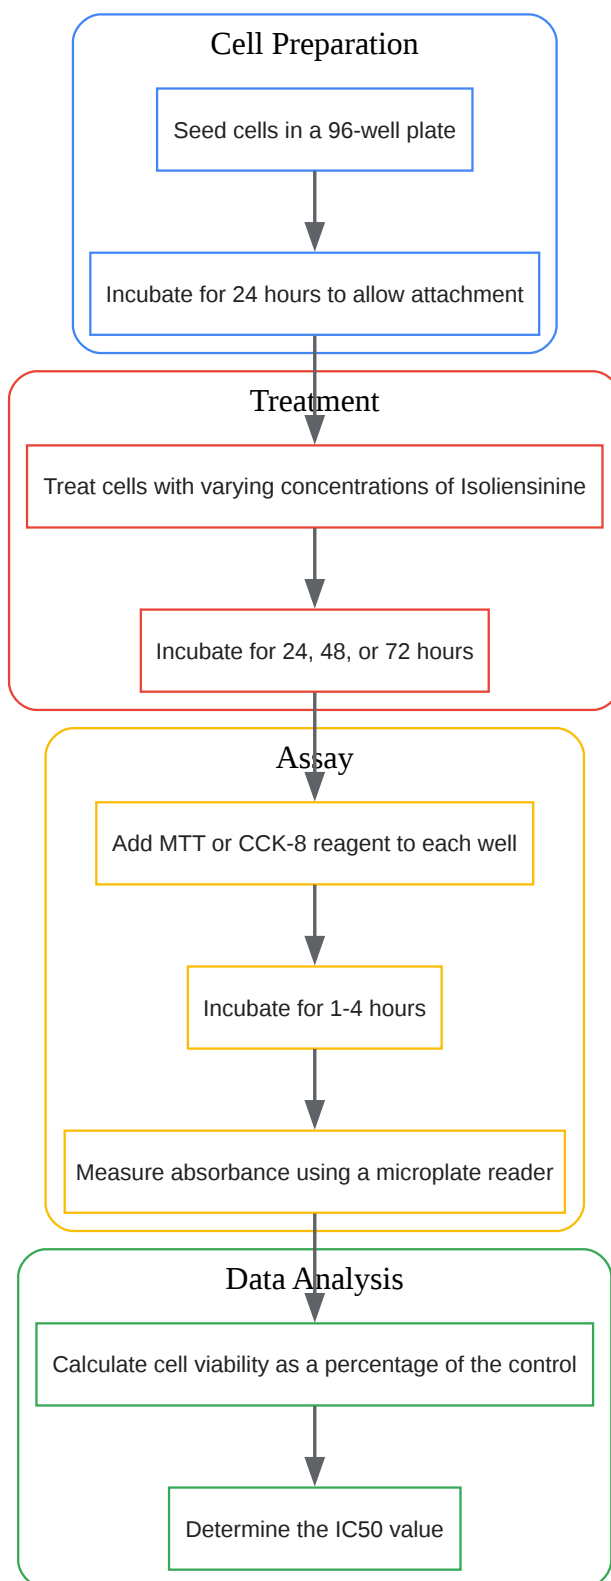 Cell Preparation
Seed cells in a 96-well plate
Incubate for 24 hours to allow attachment
Treatment
Treat cells with varying concentrations of Isoliensinine
Incubate for 24, 48, or 72 hours
Assay
Add MTT or CCK-8 reagent to each well
Incubate for 1-4 hours
Measure absorbance using a microplate reader
Data Analysis
Calculate cell viability as a percentage of the control
Determine the IC50 value